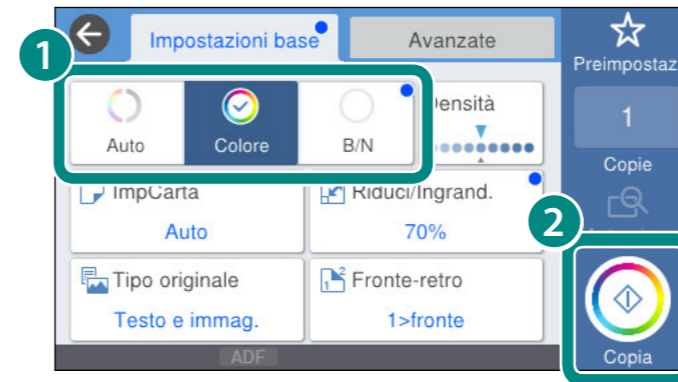 1
Impostazioni base
Avanzate
Preimpostaz
Auto
Colore
B/N
Densità
1
Copie
ImpCarta
Auto
Riduci/Ingrand.
70%
2
Tipo originale
Testo e immag.
Fronte-retro
1>fronte
Copia
ADF